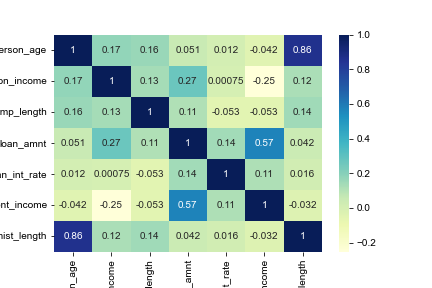 erson_age 1 0.17 0.16 0.051 0.012 -0.042 0.86
on_income 0.17 1 0.13 0.27 0.00075 -0.25 0.12
mp_length 0.16 0.13 1 0.11 -0.053 -0.053 0.14
loan_amnt 0.051 0.27 0.11 1 0.14 0.57 0.042
n_int_rate 0.012 0.00075 -0.053 0.14 1 0.11 0.016
nt_income -0.042 -0.25 -0.053 0.57 0.11 1 -0.032
hist_length 0.86 0.12 0.14 0.042 0.016 -0.032 1
n_age
ncome
length
_amnt
t_rate
ncome
length
1.0
0.8
0.6
0.4
0.2
0.0
-0.2